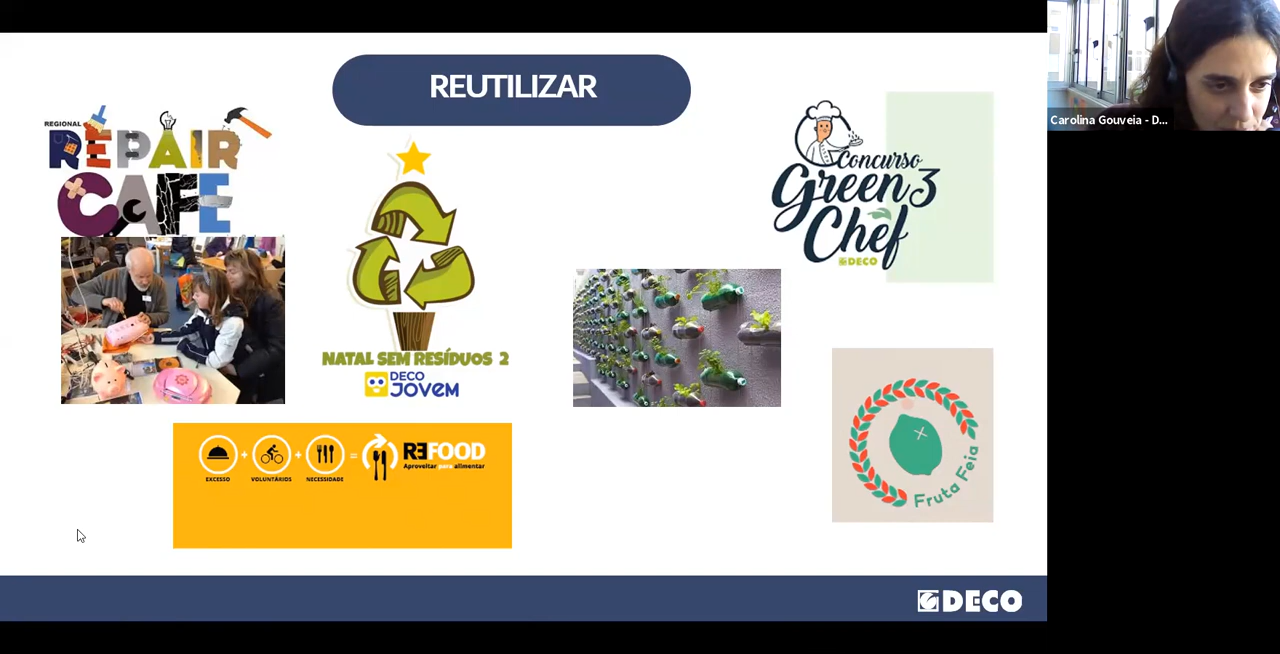 REUTILIZAR
REGIONAL
REPAIR
CAFE
NATAL SEM RESÍDUOS 2
DECO
JOVEM
Concurso
Green 3
Chef
DECO
EXCESSO + VOLUNTÁRIOS + NECESSIDADE =
REFOOD
Aproveitar para alimentar
Fruta Feia
DECO
Carolina Gouveia - D...